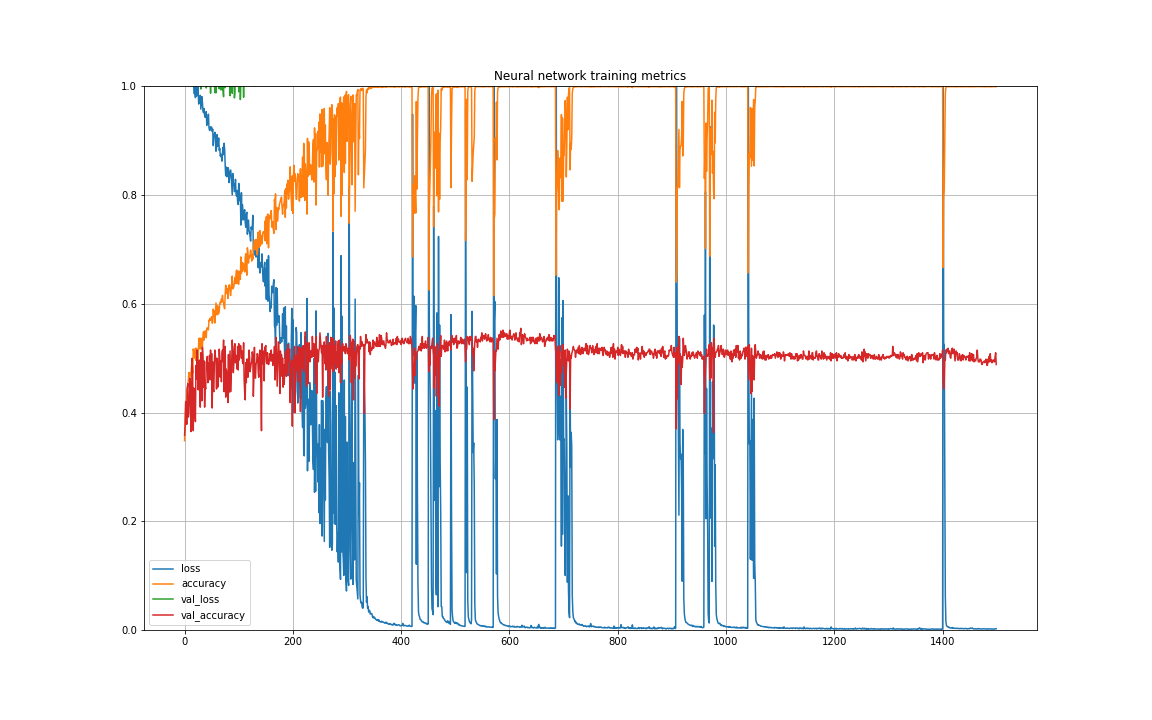 Neural network training metrics
1.0
0.8
0.6
0.4
0.2
0.0
loss
accuracy
val_loss
val_accuracy
0 200 400 600 800 1000 1200 1400